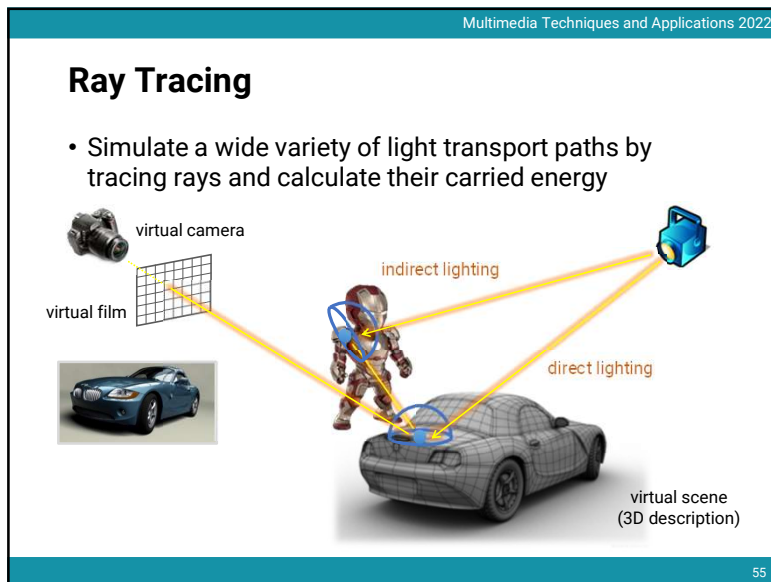 Multimedia Techniques and Applications 2022
Ray Tracing
• Simulate a wide variety of light transport paths by
tracing rays and calculate their carried energy
virtual camera
indirect lighting
virtual film
direct lighting
virtual scene
(3D description)
55